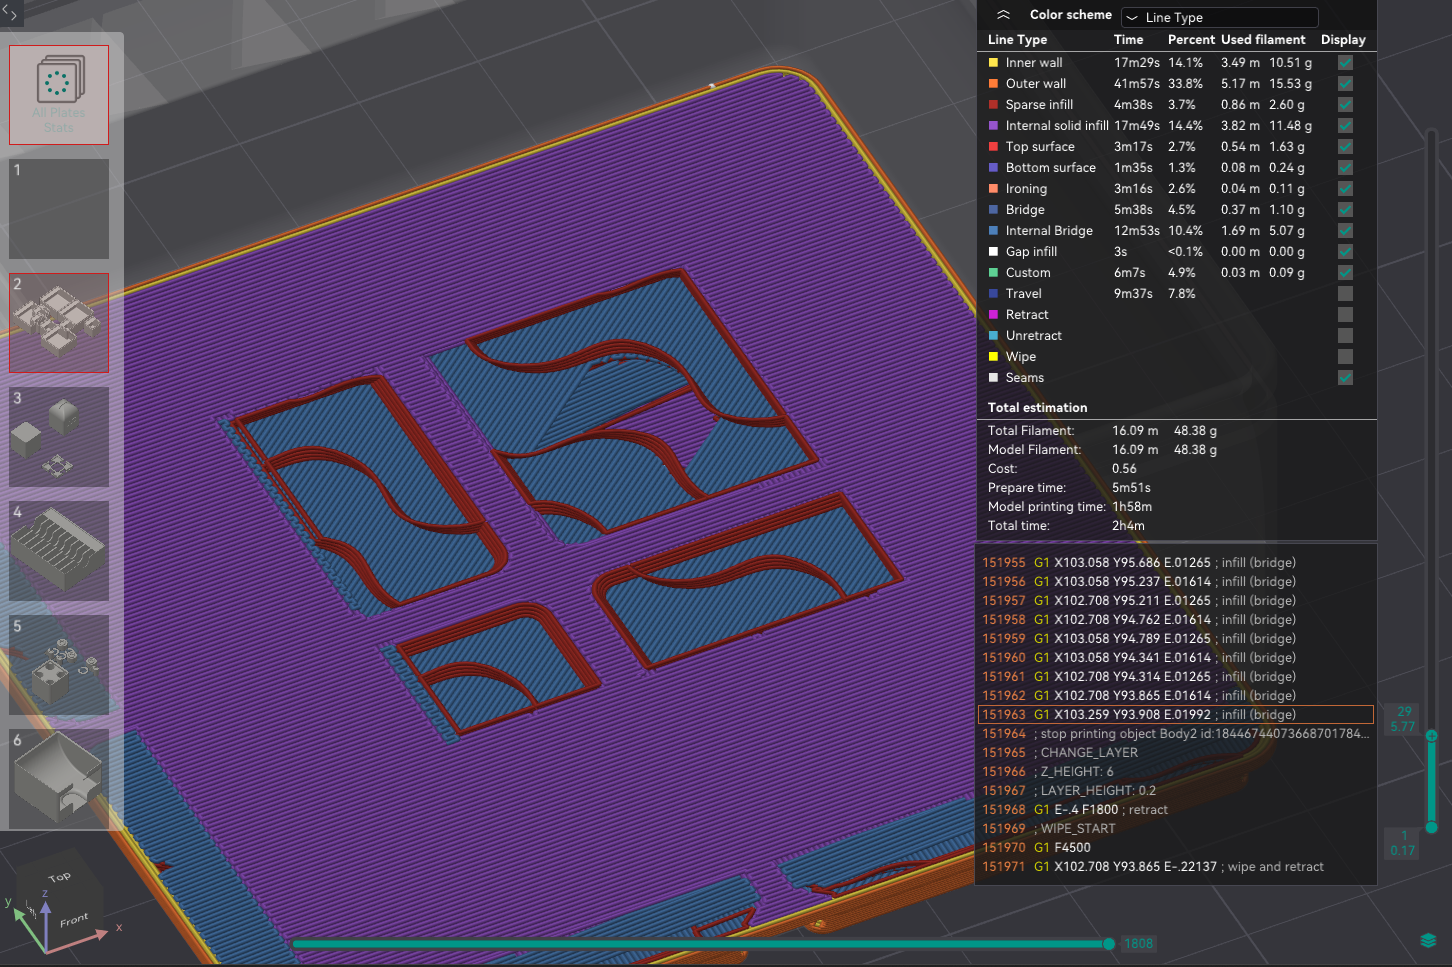 All Plates
Stats
1
2
3
4
5
6
Color scheme Line Type
Line Type Time Percent Used filament Display
Inner wall 17m29s 14.1% 3.49 m 10.51 g
Outer wall 41m57s 33.8% 5.17 m 15.53 g
Sparse infill 4m38s 3.7% 0.86 m 2.60 g
Internal solid infill 17m49s 14.4% 3.82 m 11.48 g
Top surface 3m17s 2.7% 0.54 m 1.63 g
Bottom surface 1m35s 1.3% 0.08 m 0.24 g
Ironing 3m16s 2.6% 0.04 m 0.11 g
Bridge 5m38s 4.5% 0.37 m 1.10 g
Internal Bridge 12m53s 10.4% 1.69 m 5.07 g
Gap infill 3s <0.1% 0.00 m 0.00 g
Custom 6m7s 4.9% 0.03 m 0.09 g
Travel 9m37s 7.8%
Retract
Unretract
Wipe
Seams
Total estimation
Total Filament: 16.09 m 48.38 g
Model Filament: 16.09 m 48.38 g
Cost: 0.56
Prepare time: 5m51s
Model printing time: 1h58m
Total time: 2h4m
151955 G1 X103.058 Y95.686 E.01265 ; infill (bridge)
151956 G1 X103.058 Y95.237 E.01614 ; infill (bridge)
151957 G1 X102.708 Y95.211 E.01265 ; infill (bridge)
151958 G1 X102.708 Y94.762 E.01614 ; infill (bridge)
151959 G1 X103.058 Y94.789 E.01265 ; infill (bridge)
151960 G1 X103.058 Y94.341 E.01614 ; infill (bridge)
151961 G1 X102.708 Y94.314 E.01265 ; infill (bridge)
151962 G1 X102.708 Y93.865 E.01614 ; infill (bridge)
151963 G1 X103.259 Y93.908 E.01992 ; infill (bridge)
151964 ; stop printing object Body2 id:18446744073668701784...
151965 ; CHANGE_LAYER
151966 ; Z_HEIGHT: 6
151967 ; LAYER_HEIGHT: 0.2
151968 G1 E-.4 F1800 ; retract
151969 ; WIPE_START
151970 G1 F4500
151971 G1 X102.708 Y93.865 E-.22137 ; wipe and retract
29
5.77
1
0.17
1808
Top
Front
z
y
x